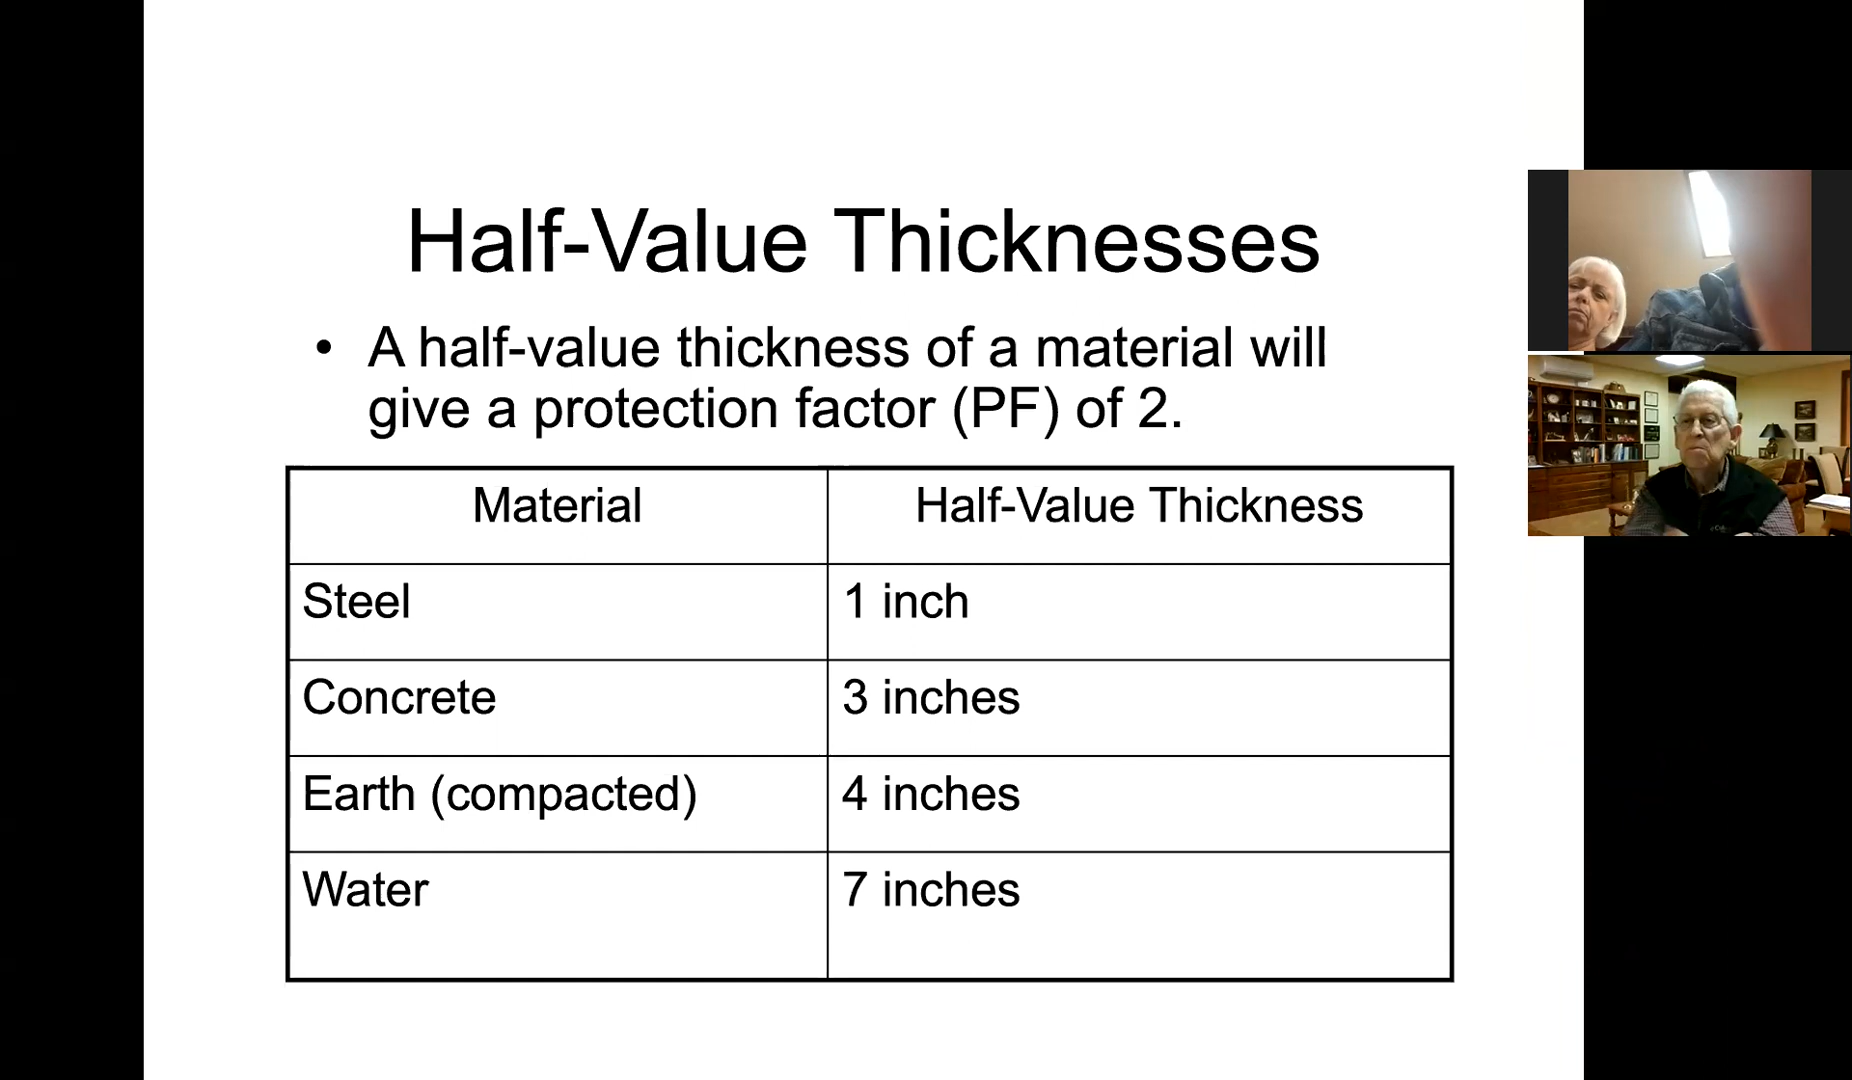 Half-Value Thicknesses
• A half-value thickness of a material will
give a protection factor (PF) of 2.
Material Half-Value Thickness
Steel 1 inch
Concrete 3 inches
Earth (compacted) 4 inches
Water 7 inches